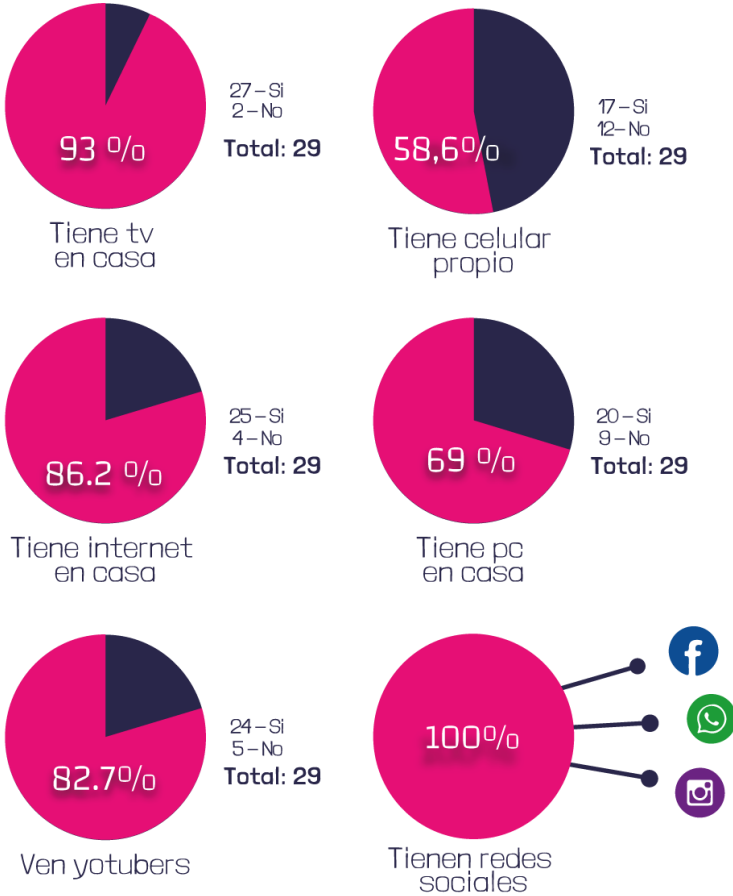 93 %
27 – Si
2 – No
Total: 29
Tiene tv
en casa
58,6%
17 – Si
12– No
Total: 29
Tiene celular
propio
86.2 %
25 – Si
4 – No
Total: 29
Tiene internet
en casa
69 %
20 – Si
9 – No
Total: 29
Tiene pc
en casa
82.7%
24 – Si
5 – No
Total: 29
Ven yotubers
100%
f
Tienen redes
sociales